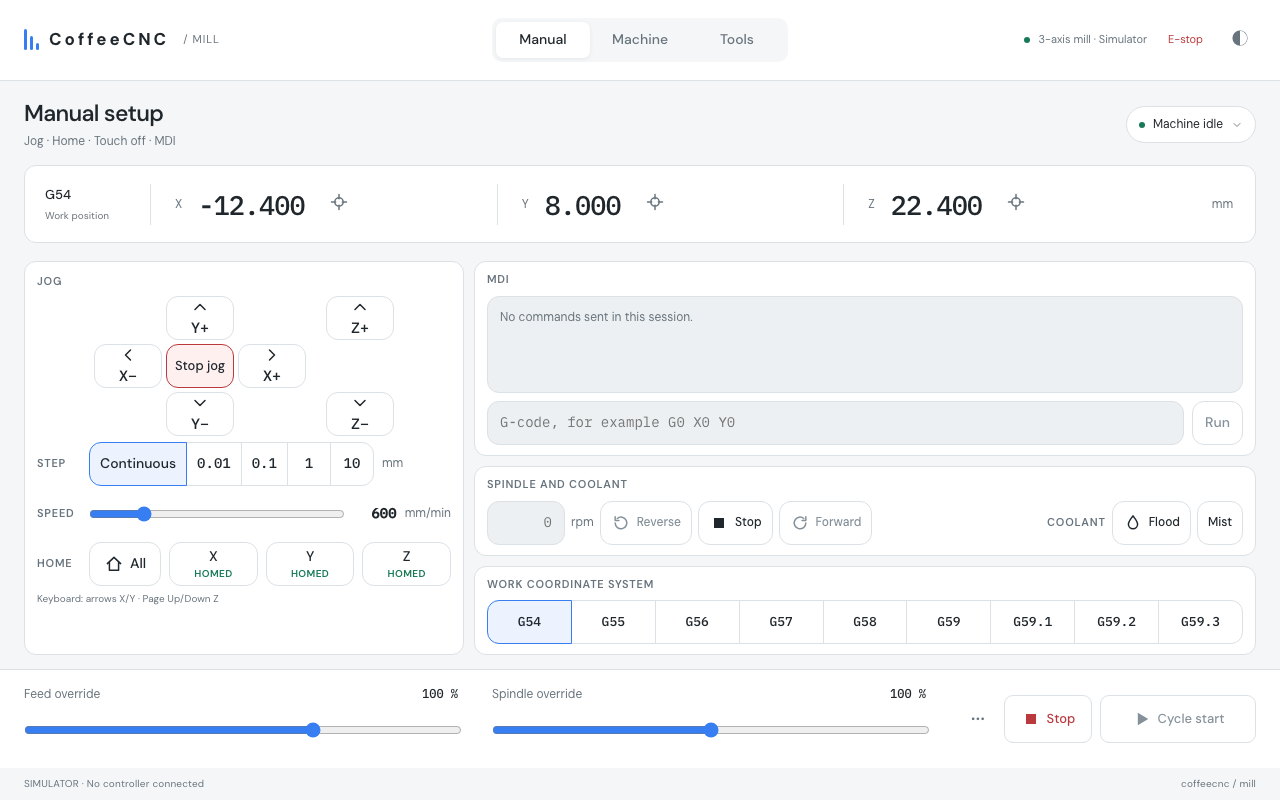 CoffeeCNC / MILL
Manual Machine Tools
3-axis mill · Simulator E-stop
Manual setup
Jog · Home · Touch off · MDI
Machine idle
G54
Work position
X -12.400
Y 8.000
Z 22.400
mm
JOG
Y+ Z+
X− Stop jog X+
Y− Z−
STEP Continuous 0.01 0.1 1 10 mm
SPEED 600 mm/min
HOME All X HOMED Y HOMED Z HOMED
Keyboard: arrows X/Y · Page Up/Down Z
MDI
No commands sent in this session.
G-code, for example G0 X0 Y0 Run
SPINDLE AND COOLANT
0 rpm Reverse Stop Forward COOLANT Flood Mist
WORK COORDINATE SYSTEM
G54 G55 G56 G57 G58 G59 G59.1 G59.2 G59.3
Feed override 100 %
Spindle override 100 %
··· Stop Cycle start
SIMULATOR · No controller connected
coffeecnc / mill